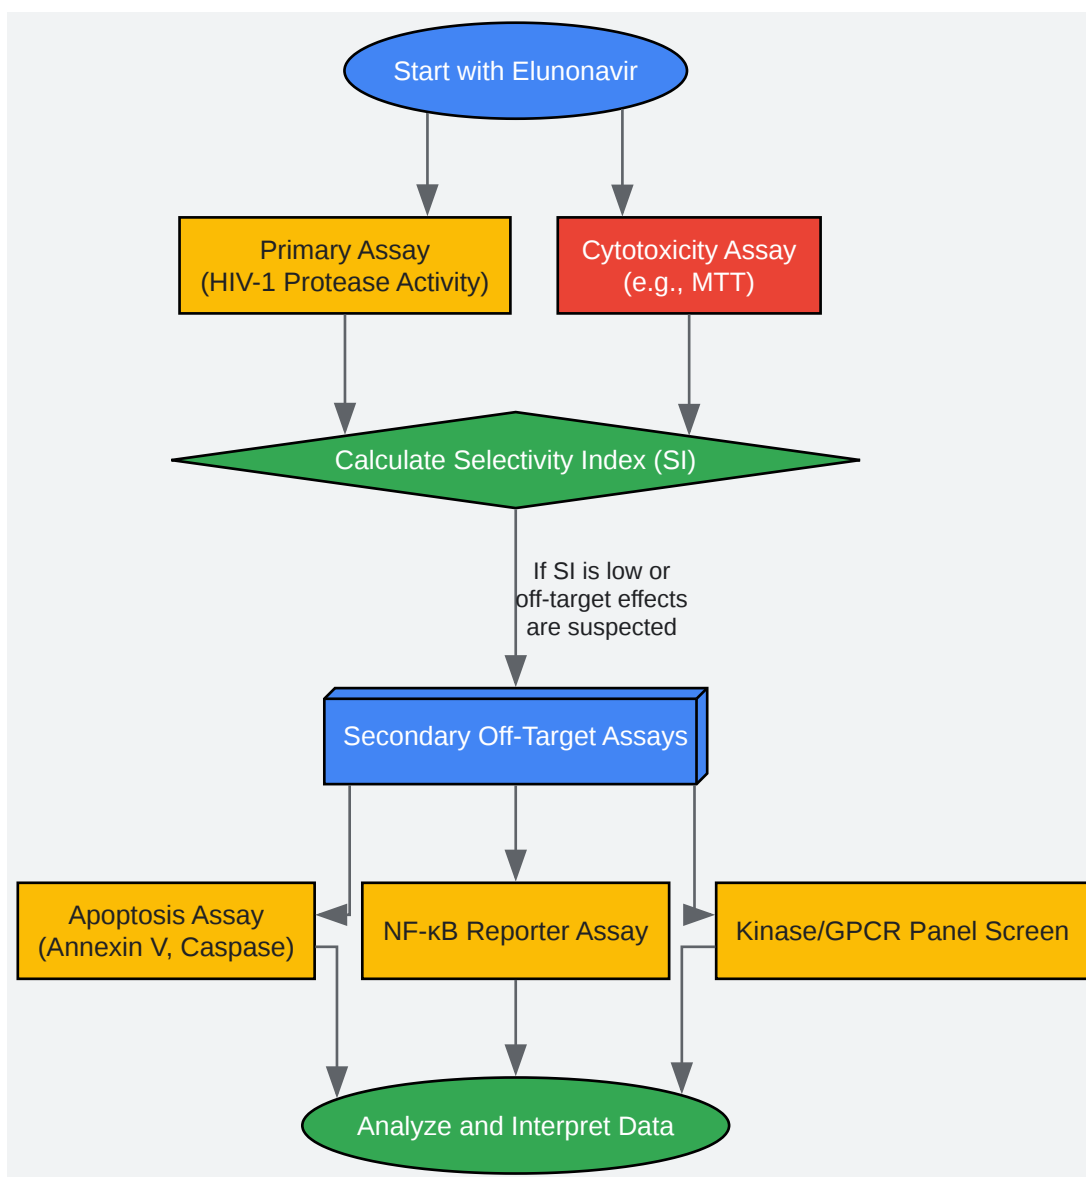 Start with Elunonavir
Primary Assay
(HIV-1 Protease Activity)
Cytotoxicity Assay
(e.g., MTT)
Calculate Selectivity Index (SI)
If SI is low or
off-target effects
are suspected
Secondary Off-Target Assays
Apoptosis Assay
(Annexin V, Caspase)
NF-κB Reporter Assay
Kinase/GPCR Panel Screen
Analyze and Interpret Data